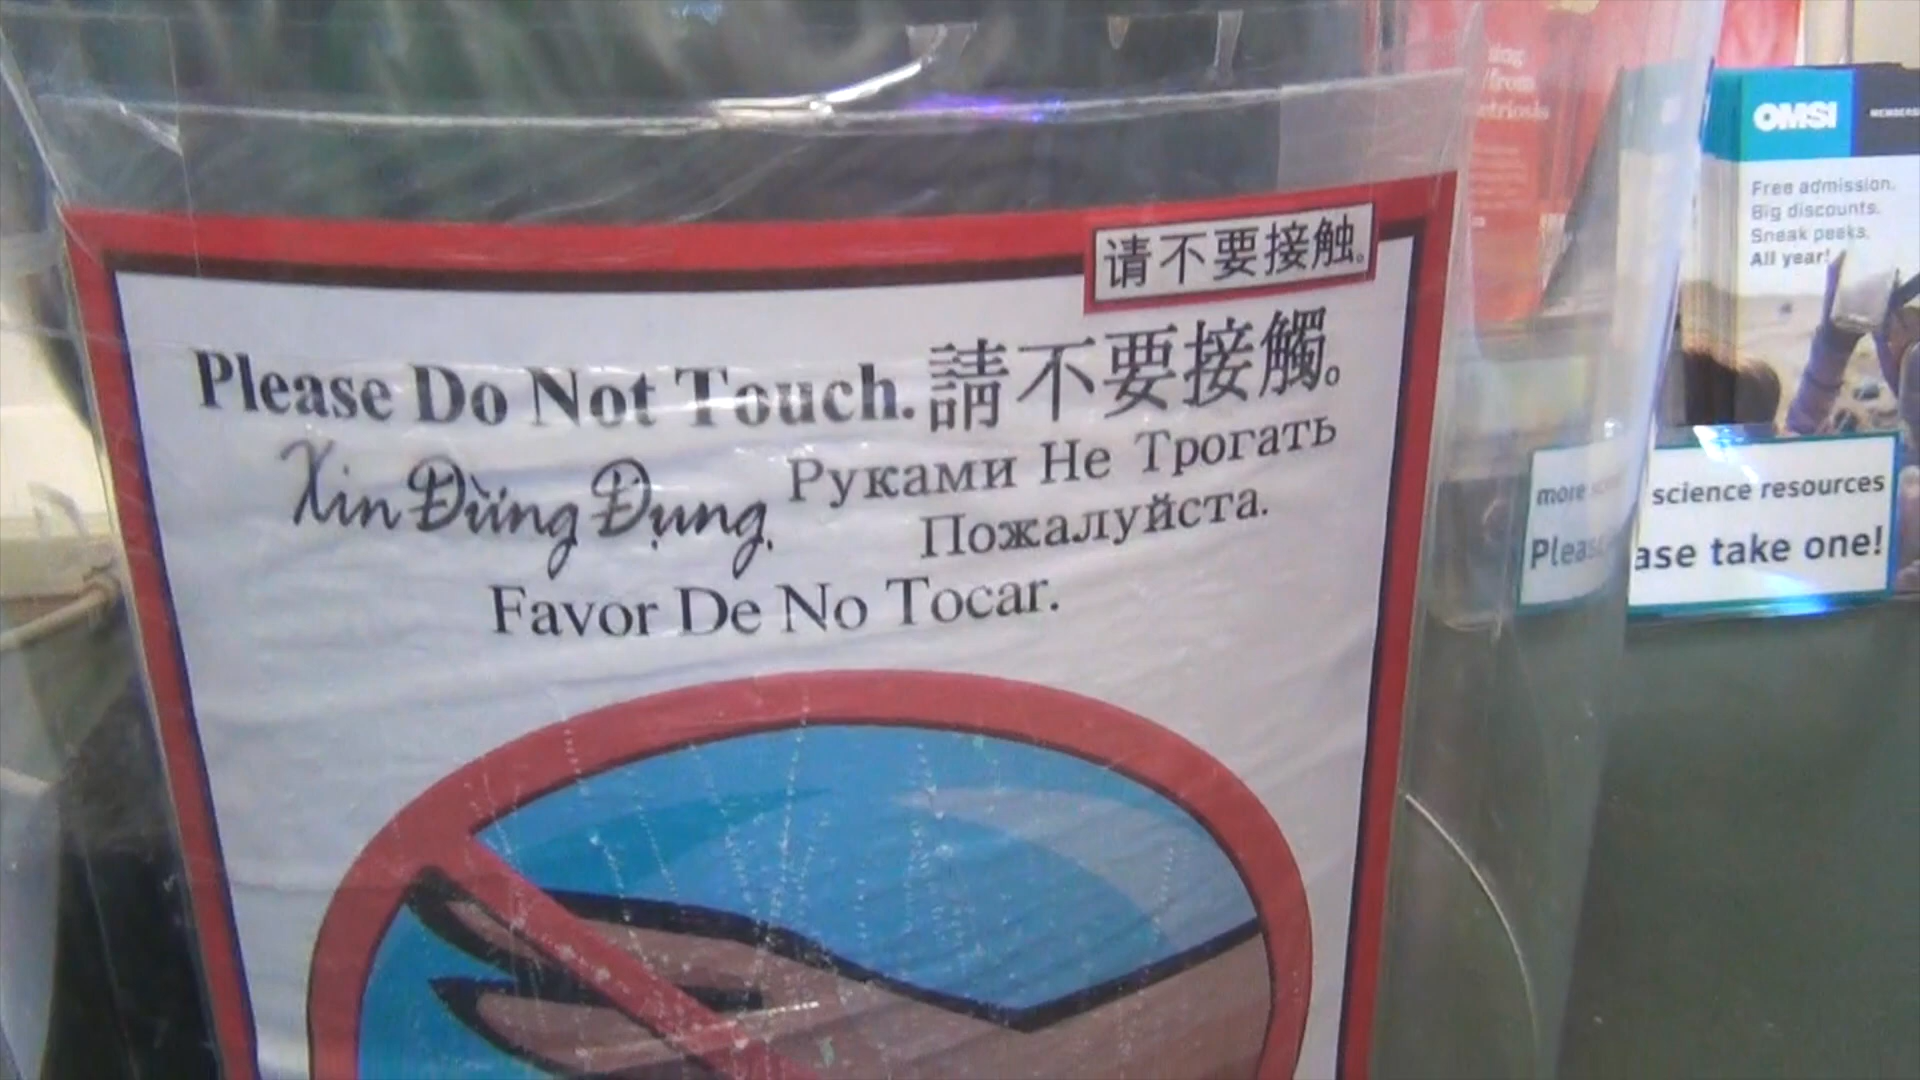 请不要接触。
Please Do Not Touch. 請不要接觸。
Xin Đừng Đụng.
Руками Не Трогать
Пожалуйста.
Favor De No Tocar.
OMSI
Free admission.
Big discounts.
Sneak peeks.
All year!
more science resources
ase take one!